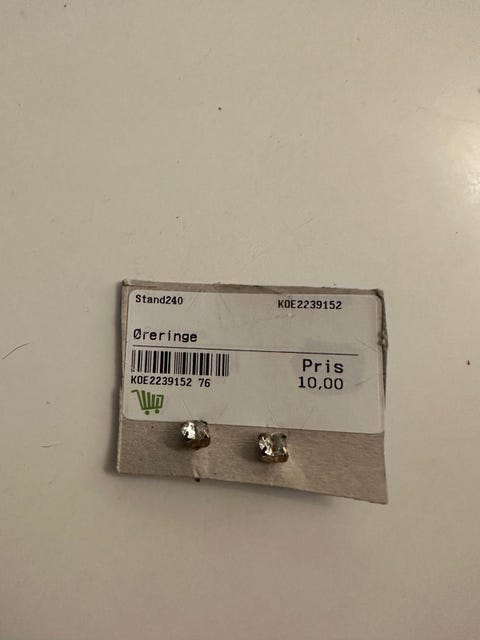 Stand240 KOE2239152
Øreringe
Pris
KOE2239152 76 10,00